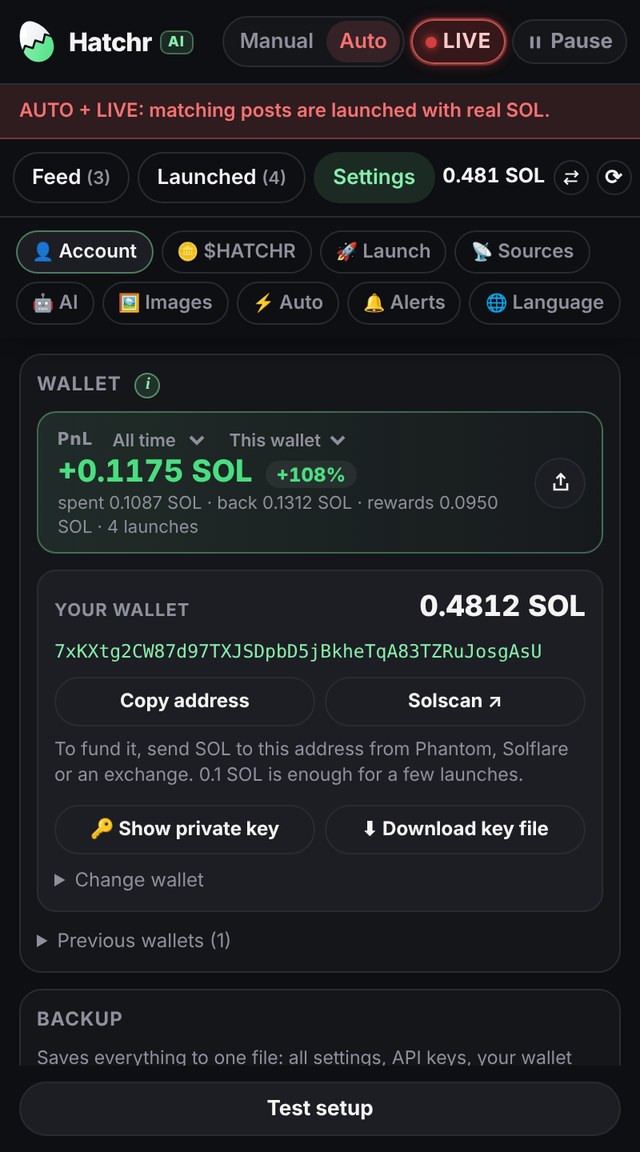 Hatchr AI Manual Auto LIVE Pause
AUTO + LIVE: matching posts are launched with real SOL.
Feed (3) Launched (4) Settings 0.481 SOL
Account $HATCHR Launch Sources
AI Images Auto Alerts Language
WALLET i
PnL All time This wallet
+0.1175 SOL +108%
spent 0.1087 SOL · back 0.1312 SOL · rewards 0.0950
SOL · 4 launches
YOUR WALLET 0.4812 SOL
7xKXtg2CW87d97TXJSDpbD5jBkheTqA83TZRuJosgAsU
Copy address Solscan ↗
To fund it, send SOL to this address from Phantom, Solflare
or an exchange. 0.1 SOL is enough for a few launches.
🔑 Show private key ⬇ Download key file
▶ Change wallet
▶ Previous wallets (1)
BACKUP
Saves everything to one file: all settings, API keys, your wallet
Test setup